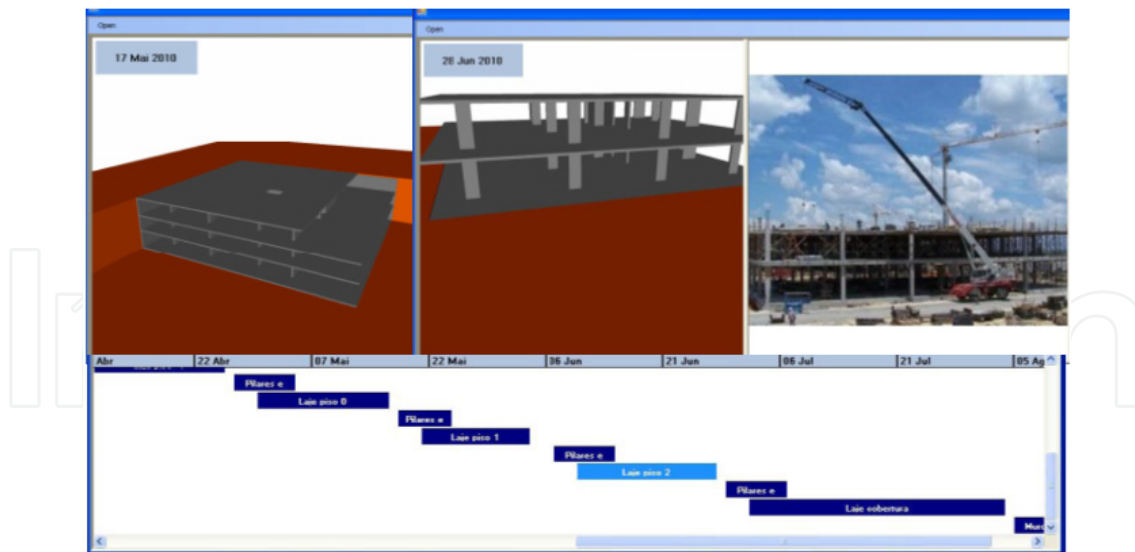 Open
Open
17 Mai 2010
28 Jun 2010
Abr
22 Abr
07 Mai
22 Mai
06 Jun
21 Jun
06 Jul
21 Jul
05 Ag
Pilares e
Laje piso 0
Pilares e
Laje piso 1
Pilares e
Laje piso 2
Pilares e
Laje cobertura
Muro